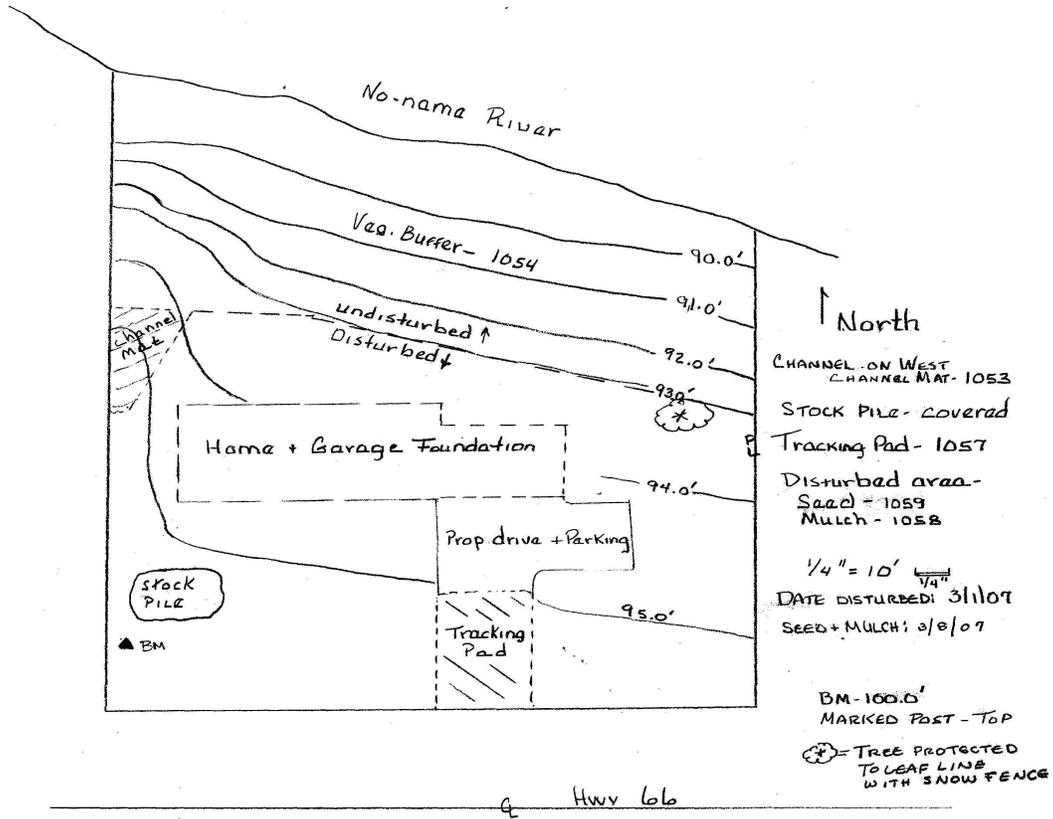 No-name River
Veg. Buffer- 1054
90.0'
91.0'
92.0'
93.0'
94.0'
95.0'
undisturbed ↑
Disturbed ↓
Channel
Mat
Home + Garage Foundation
Prop drive + Parking
Stock
Pile
BM
Tracking
Pad
PL
North
CHANNEL ON WEST
CHANNEL MAT- 1053
STOCK PILE- covered
Tracking Pad- 1057
Disturbed area-
Seed - 1059
Mulch - 1058
1/4" = 10'
1/4"
DATE DISTURBED: 3/1/07
SEED + MULCH: 3/8/07
BM-100.0'
MARKED POST - TOP
= TREE PROTECTED
TO LEAF LINE
WITH SNOW FENCE
CL Hwy 66